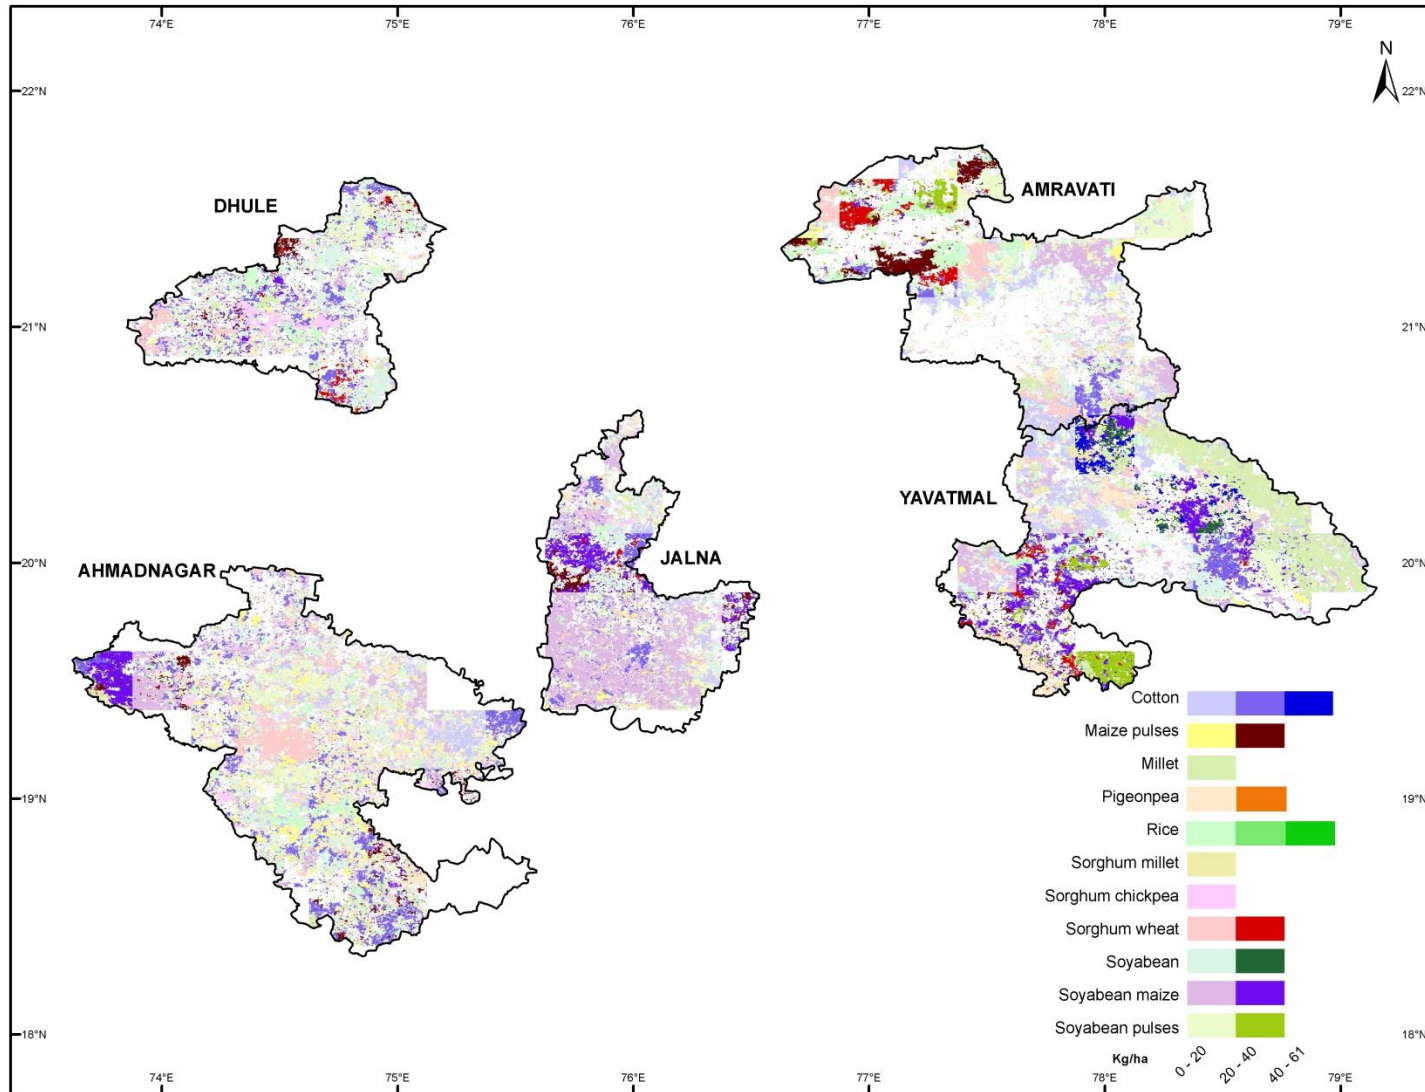 74°E 75°E 76°E 77°E 78°E 79°E
N
22°N 22°N
DHULE AMRAVATI
21°N 21°N
YAVATMAL
AHMADNAGAR JALNA
20°N 20°N
Cotton
Maize pulses
Millet
19°N 19°N
Pigeonpea
Rice
Sorghum millet
Sorghum chickpea
Sorghum wheat
Soyabean
Soyabean maize
Soyabean pulses
18°N 18°N
Kg/ha 0 - 20 20 - 40 40 - 61
74°E 75°E 76°E 77°E 78°E 79°E